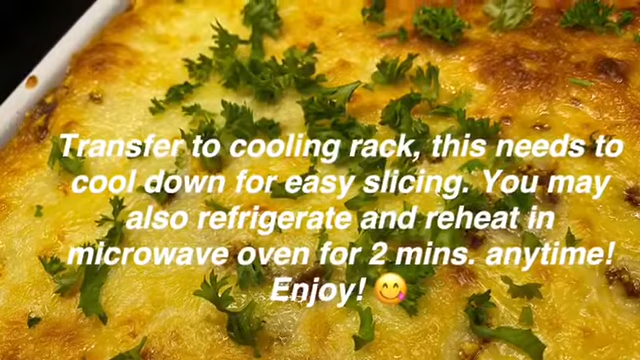 Transfer to cooling rack, this needs to
cool down for easy slicing. You may
also refrigerate and reheat in
microwave oven for 2 mins. anytime!
Enjoy! 😋